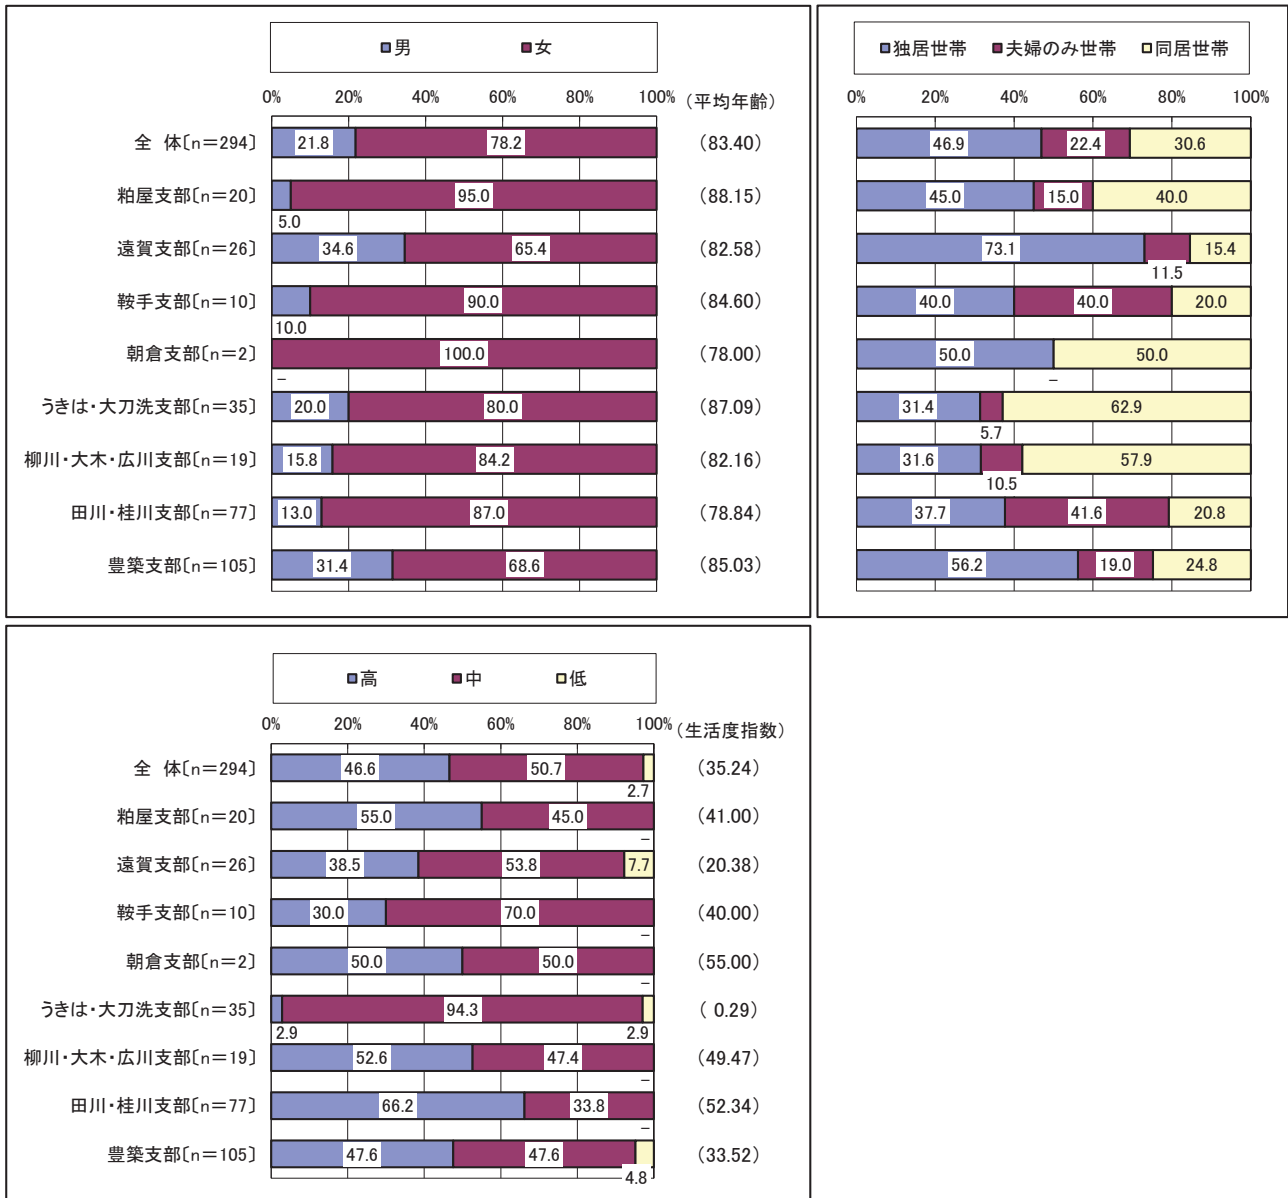 ■男 ■女
0% 20% 40% 60% 80% 100% (平均年齢)
全 体〔n=294〕 21.8 78.2 (83.40)
粕屋支部〔n=20〕 5.0 95.0 (88.15)
遠賀支部〔n=26〕 34.6 65.4 (82.58)
鞍手支部〔n=10〕 10.0 90.0 (84.60)
朝倉支部〔n=2〕 - 100.0 (78.00)
うきは・大刀洗支部〔n=35〕 20.0 80.0 (87.09)
柳川・大木・広川支部〔n=19〕 15.8 84.2 (82.16)
田川・桂川支部〔n=77〕 13.0 87.0 (78.84)
豊築支部〔n=105〕 31.4 68.6 (85.03)
■独居世帯 ■夫婦のみ世帯 □同居世帯
0% 20% 40% 60% 80% 100%
46.9 22.4 30.6
45.0 15.0 40.0
73.1 11.5 15.4
40.0 40.0 20.0
50.0 - 50.0
31.4 5.7 62.9
31.6 10.5 57.9
37.7 41.6 20.8
56.2 19.0 24.8
■高 ■中 □低
0% 20% 40% 60% 80% 100% (生活度指数)
全 体〔n=294〕 46.6 50.7 2.7 (35.24)
粕屋支部〔n=20〕 55.0 45.0 - (41.00)
遠賀支部〔n=26〕 38.5 53.8 7.7 (20.38)
鞍手支部〔n=10〕 30.0 70.0 - (40.00)
朝倉支部〔n=2〕 50.0 50.0 - (55.00)
うきは・大刀洗支部〔n=35〕 2.9 94.3 2.9 ( 0.29)
柳川・大木・広川支部〔n=19〕 52.6 47.4 - (49.47)
田川・桂川支部〔n=77〕 66.2 33.8 - (52.34)
豊築支部〔n=105〕 47.6 47.6 4.8 (33.52)